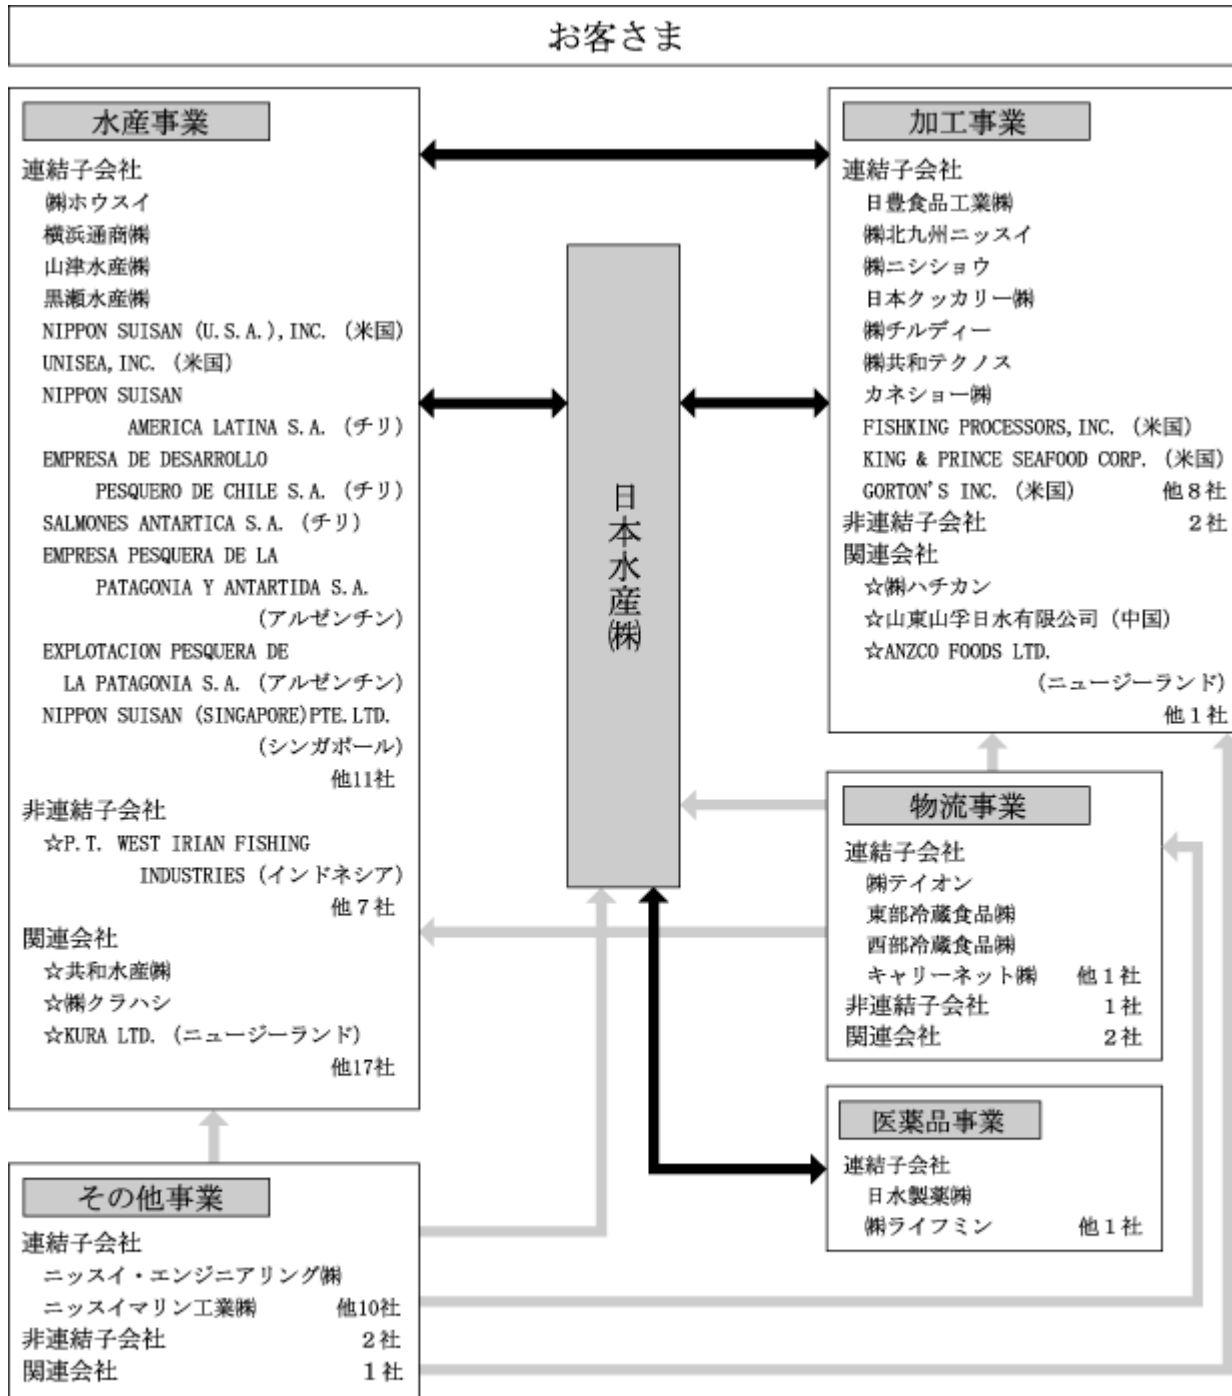 お客さま
水産事業
連結子会社
㈱ホウスイ
横浜通商㈱
山津水産㈱
黒瀬水産㈱
NIPPON SUISAN (U.S.A.),INC. (米国)
UNISEA,INC. (米国)
NIPPON SUISAN
AMERICA LATINA S.A. (チリ)
EMPRESA DE DESARROLLO
PESQUERO DE CHILE S.A. (チリ)
SALMONES ANTARTICA S.A. (チリ)
EMPRESA PESQUERA DE LA
PATAGONIA Y ANTARTIDA S.A.
(アルゼンチン)
EXPLOTACION PESQUERA DE
LA PATAGONIA S.A. (アルゼンチン)
NIPPON SUISAN (SINGAPORE)PTE.LTD.
(シンガポール)
他11社
非連結子会社
☆P.T. WEST IRIAN FISHING
INDUSTRIES (インドネシア)
他７社
関連会社
☆共和水産㈱
☆㈱クラハシ
☆KURA LTD. (ニュージーランド)
他17社
日本水産㈱
加工事業
連結子会社
日豊食品工業㈱
㈱北九州ニッスイ
㈱ニシショウ
日本クッカリー㈱
㈱チルディー
㈱共和テクノス
カネショー㈱
FISHKING PROCESSORS,INC. (米国)
KING & PRINCE SEAFOOD CORP. (米国)
GORTON'S INC. (米国) 他８社
非連結子会社 ２社
関連会社
☆㈱ハチカン
☆山東山孚日水有限公司 (中国)
☆ANZCO FOODS LTD.
(ニュージーランド)
他１社
物流事業
連結子会社
㈱テイオン
東部冷蔵食品㈱
西部冷蔵食品㈱
キャリーネット㈱ 他１社
非連結子会社 １社
関連会社 ２社
医薬品事業
連結子会社
日水製薬㈱
㈱ライフミン 他１社
その他事業
連結子会社
ニッスイ・エンジニアリング㈱
ニッスイマリン工業㈱ 他10社
非連結子会社 ２社
関連会社 １社